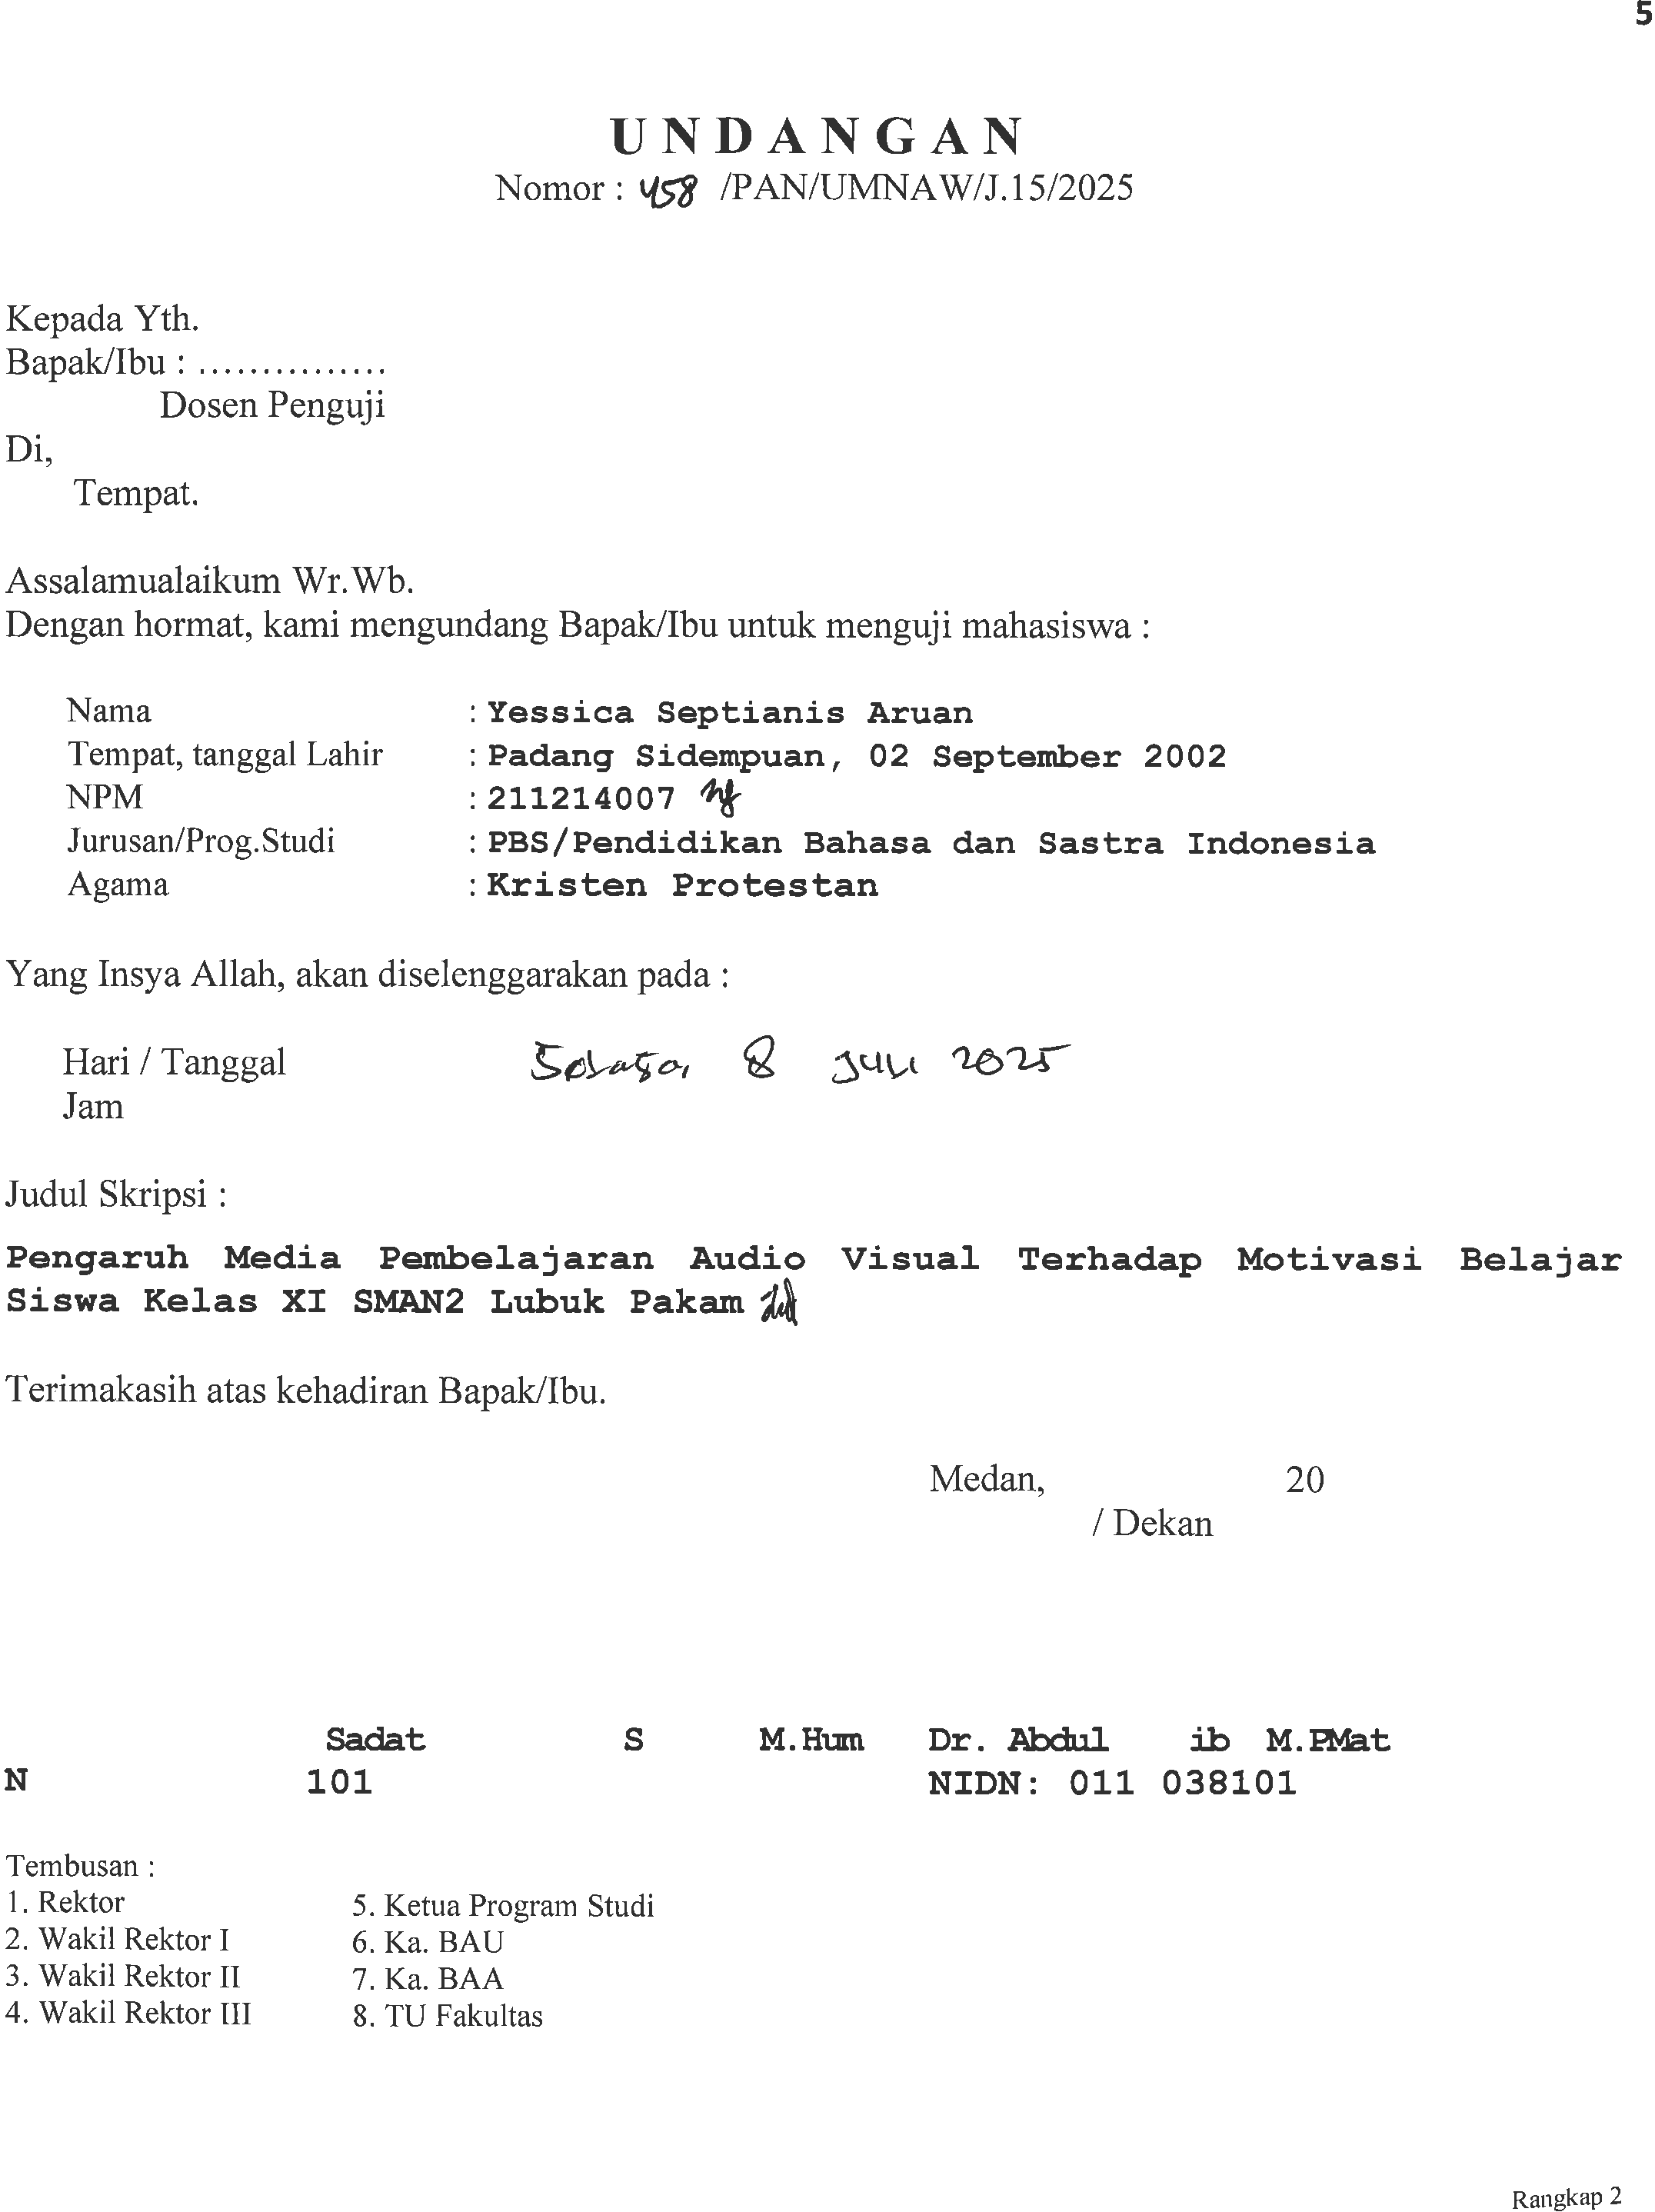 5
UNDANGAN
Nomor : 458 /PAN/UMNAW/J.15/2025
Kepada Yth.
Bapak/Ibu : ...............
Dosen Penguji
Di,
Tempat.
Assalamualaikum Wr.Wb.
Dengan hormat, kami mengundang Bapak/Ibu untuk menguji mahasiswa :
Nama : Yessica Septianis Aruan
Tempat, tanggal Lahir : Padang Sidempuan, 02 September 2002
NPM : 211214007
Jurusan/Prog.Studi : PBS/Pendidikan Bahasa dan Sastra Indonesia
Agama : Kristen Protestan
Yang Insya Allah, akan diselenggarakan pada :
Hari / Tanggal Selasa, 8 Juli 2025
Jam
Judul Skripsi :
Pengaruh Media Pembelajaran Audio Visual Terhadap Motivasi Belajar
Siswa Kelas XI SMAN2 Lubuk Pakam
Terimakasih atas kehadiran Bapak/Ibu.
Medan, 20
/ Dekan
Sadat S M.Hum Dr. Abdul ib M.PMat
N 101 NIDN: 011 038101
Tembusan :
1. Rektor 5. Ketua Program Studi
2. Wakil Rektor I 6. Ka. BAU
3. Wakil Rektor II 7. Ka. BAA
4. Wakil Rektor III 8. TU Fakultas
Rangkap 2